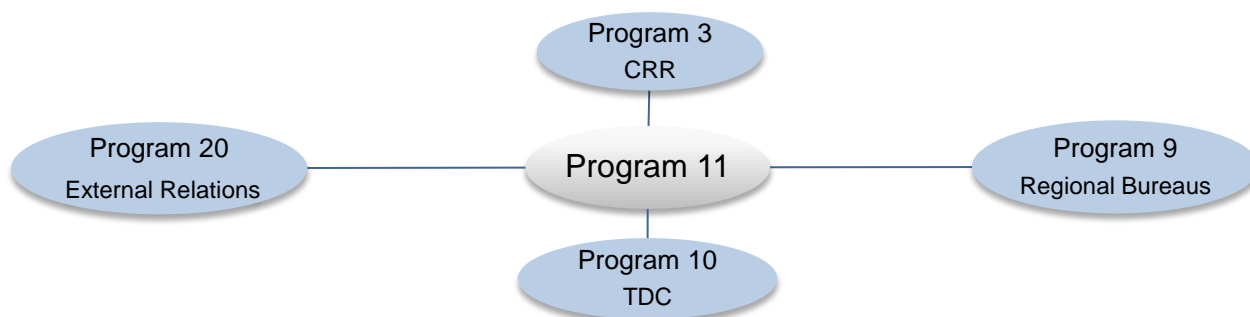 Program 3
CRR
Program 20
External Relations
Program 11
Program 9
Regional Bureaus
Program 10
TDC